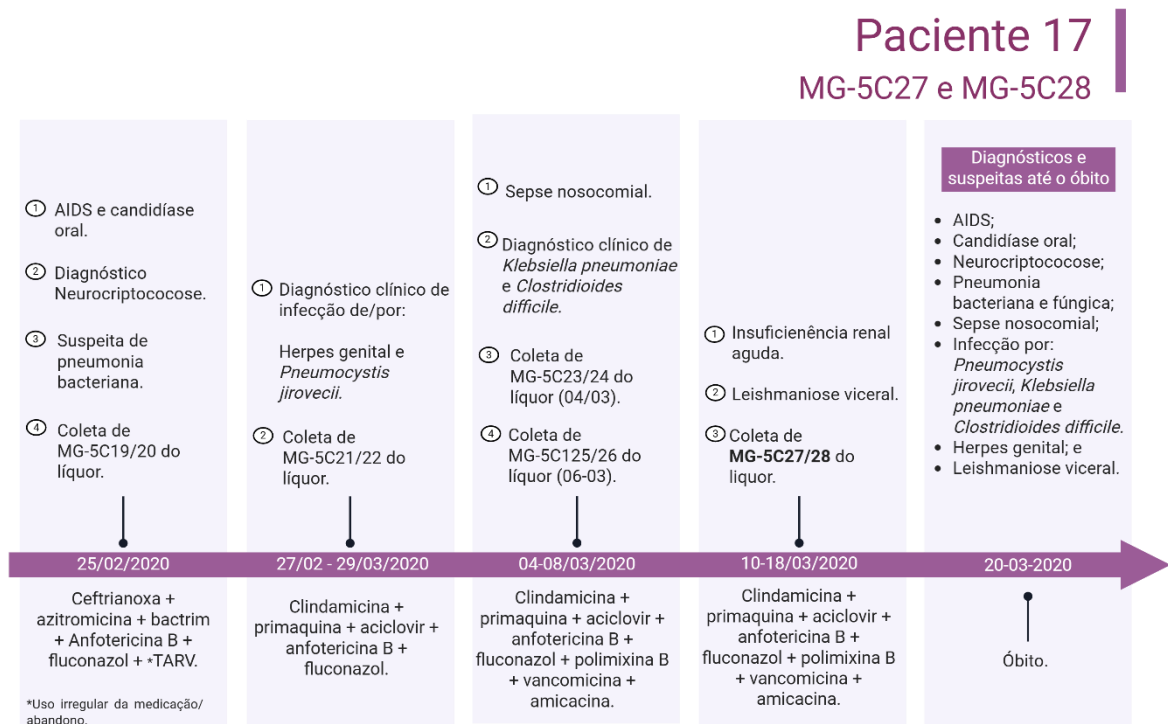 Paciente 17
MG-5C27 e MG-5C28
1 AIDS e candidíase
oral.
2 Diagnóstico
Neurocriptococose.
3 Suspeita de
pneumonia
bacteriana.
4 Coleta de
MG-5C19/20 do
líquor.
1 Diagnóstico clínico de
infecção de/por:
Herpes genital e
Pneumocystis
jirovecii.
2 Coleta de
MG-5C21/22 do
líquor.
1 Sepse nosocomial.
2 Diagnóstico clínico de
Klebsiella pneumoniae
e Clostridioides
difficile.
3 Coleta de
MG-5C23/24 do
líquor (04/03).
4 Coleta de
MG-5C125/26 do
líquor (06-03).
1 Insuficienência renal
aguda.
2 Leishmaniose viceral.
3 Coleta de
MG-5C27/28 do
liquor.
Diagnósticos e
suspeitas até o óbito
• AIDS;
• Candidíase oral;
• Neurocriptococose;
• Pneumonia
bacteriana e fúngica;
• Sepse nosocomial;
• Infecção por:
Pneumocystis
jirovecii, Klebsiella
pneumoniae e
Clostridioides difficile.
• Herpes genital; e
• Leishmaniose viceral.
25/02/2020
27/02 - 29/03/2020
04-08/03/2020
10-18/03/2020
20-03-2020
Ceftrianoxa +
azitromicina + bactrim
+ Anfotericina B +
fluconazol + *TARV.
*Uso irregular da medicação/
abandono.
Clindamicina +
primaquina + aciclovir +
anfotericina B +
fluconazol.
Clindamicina +
primaquina + aciclovir +
anfotericina B +
fluconazol + polimixina B
+ vancomicina +
amicacina.
Clindamicina +
primaquina + aciclovir +
anfotericina B +
fluconazol + polimixina B
+ vancomicina +
amicacina.
Óbito.